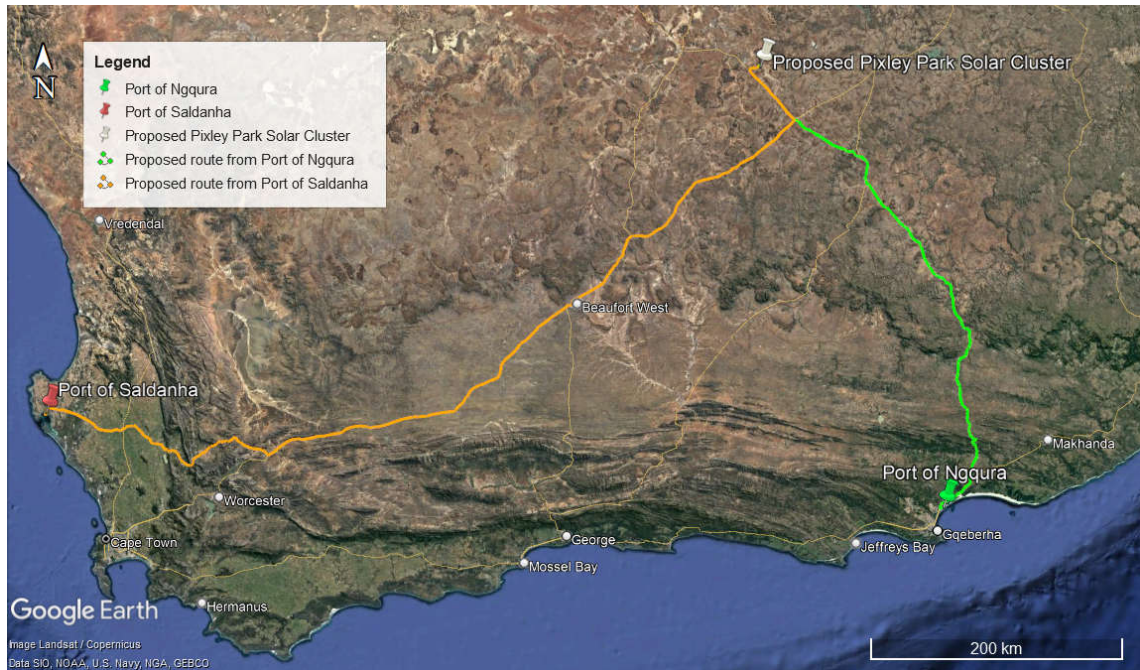 N
Legend
Port of Ngqura
Port of Saldanha
Proposed Pixley Park Solar Cluster
Proposed route from Port of Ngqura
Proposed route from Port of Saldanha
Proposed Pixley Park Solar Cluster
Vredendal
Beaufort West
Port of Saldanha
Makhanda
Port of Ngqura
Worcester
Gqeberha
Cape Town
George
Jeffreys Bay
Mossel Bay
Hermanus
Google Earth
Image Landsat / Copernicus
Data SIO, NOAA, U.S. Navy, NGA, GEBCO
200 km